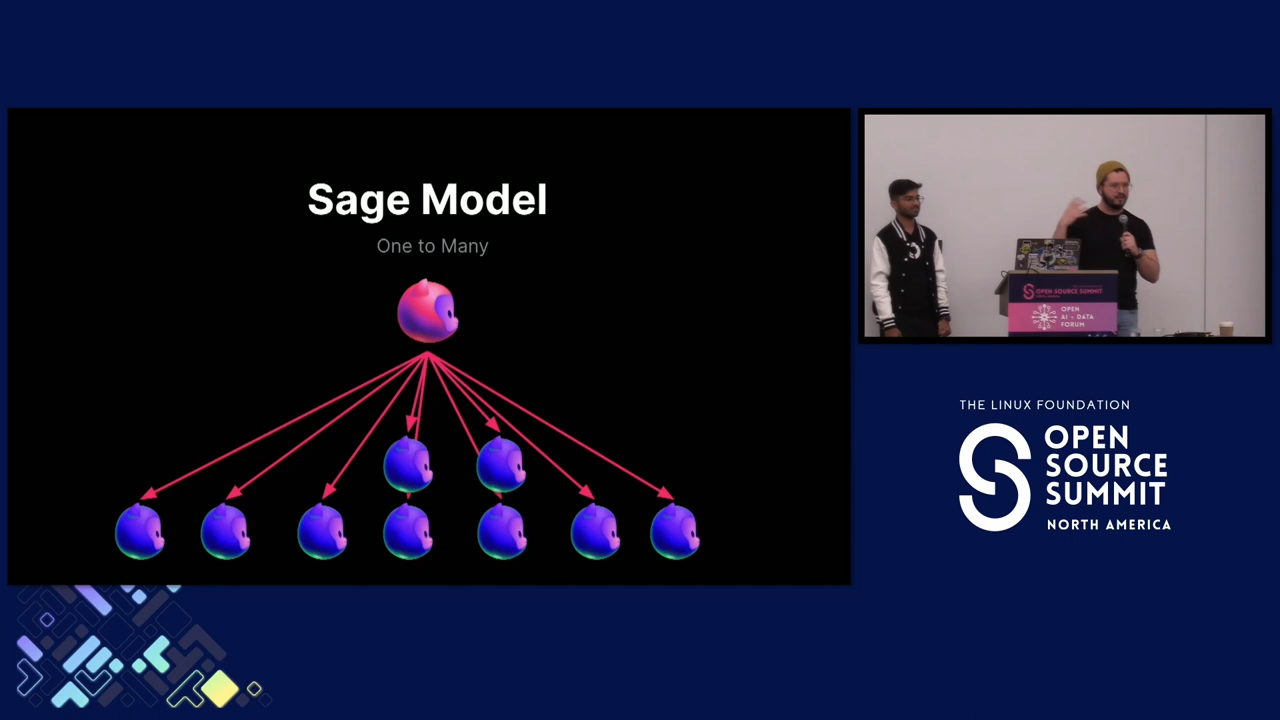 Sage Model
One to Many
OPEN SOURCE SUMMIT
OPEN
AI + DATA
FORUM
THE LINUX FOUNDATION
OPEN
SOURCE
SUMMIT
NORTH AMERICA